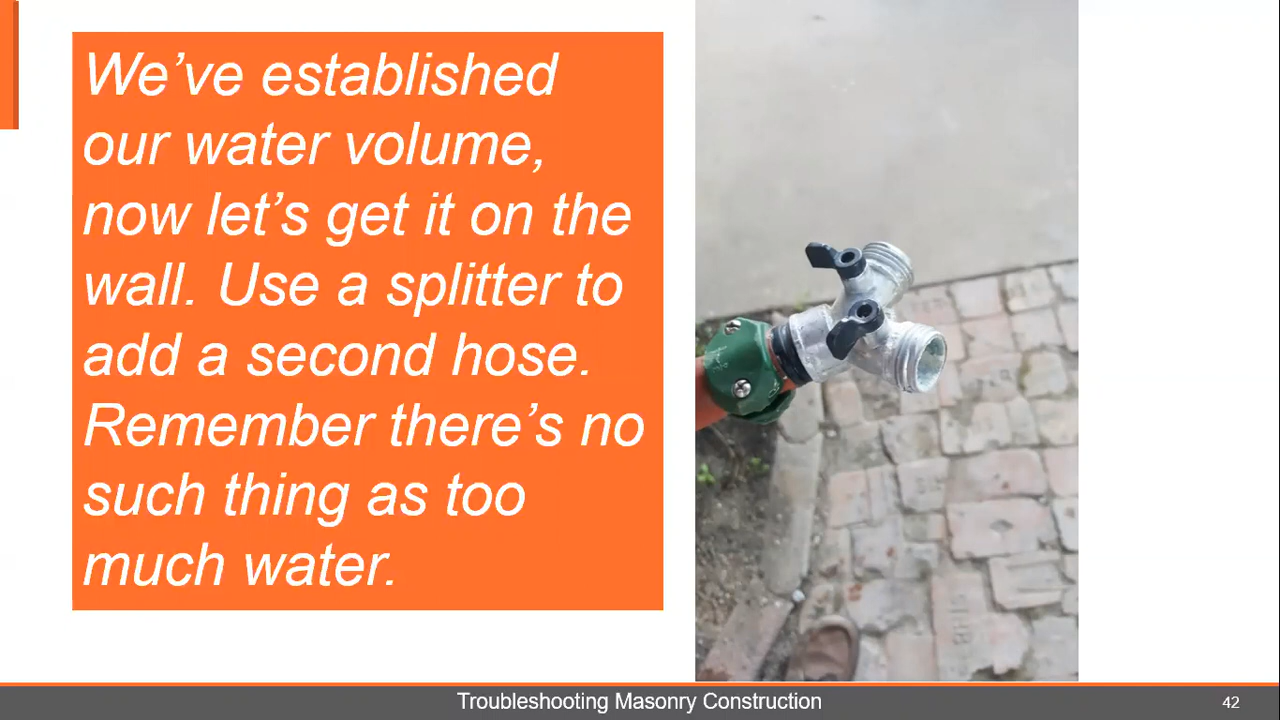 We’ve established
our water volume,
now let’s get it on the
wall. Use a splitter to
add a second hose.
Remember there’s no
such thing as too
much water.
Troubleshooting Masonry Construction
42